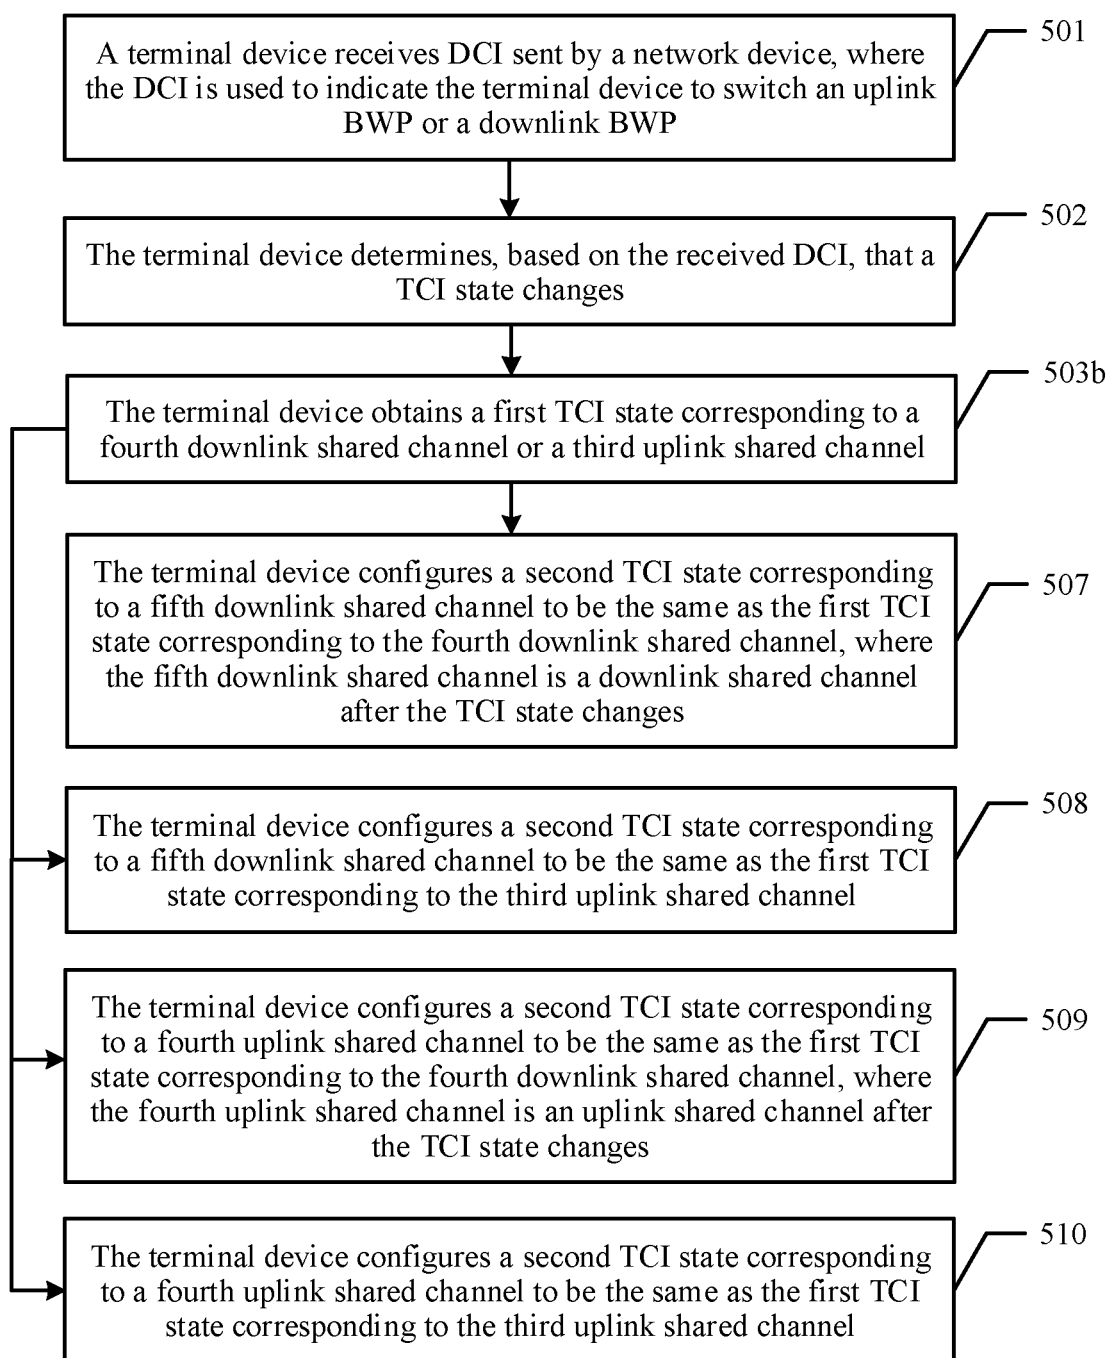 A terminal device receives DCI sent by a network device, where
the DCI is used to indicate the terminal device to switch an uplink
BWP or a downlink BWP
501
The terminal device determines, based on the received DCI, that a
TCI state changes
502
The terminal device obtains a first TCI state corresponding to a
fourth downlink shared channel or a third uplink shared channel
503b
The terminal device configures a second TCI state corresponding
to a fifth downlink shared channel to be the same as the first TCI
state corresponding to the fourth downlink shared channel, where
the fifth downlink shared channel is a downlink shared channel
after the TCI state changes
507
The terminal device configures a second TCI state corresponding
to a fifth downlink shared channel to be the same as the first TCI
state corresponding to the third uplink shared channel
508
The terminal device configures a second TCI state corresponding
to a fourth uplink shared channel to be the same as the first TCI
state corresponding to the fourth downlink shared channel, where
the fourth uplink shared channel is an uplink shared channel after
the TCI state changes
509
The terminal device configures a second TCI state corresponding
to a fourth uplink shared channel to be the same as the first TCI
state corresponding to the third uplink shared channel
510